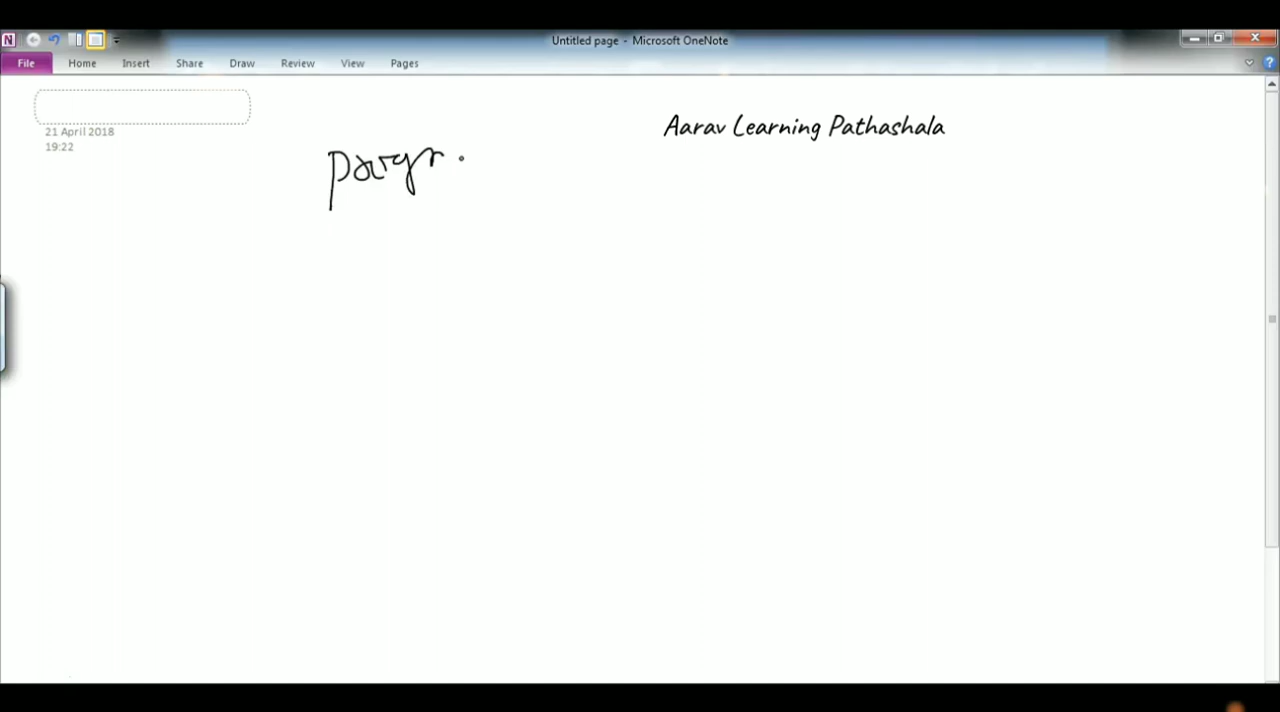 Untitled page - Microsoft OneNote
File Home Insert Share Draw Review View Pages
Aarav Learning Pathashala
21 April 2018
19:22